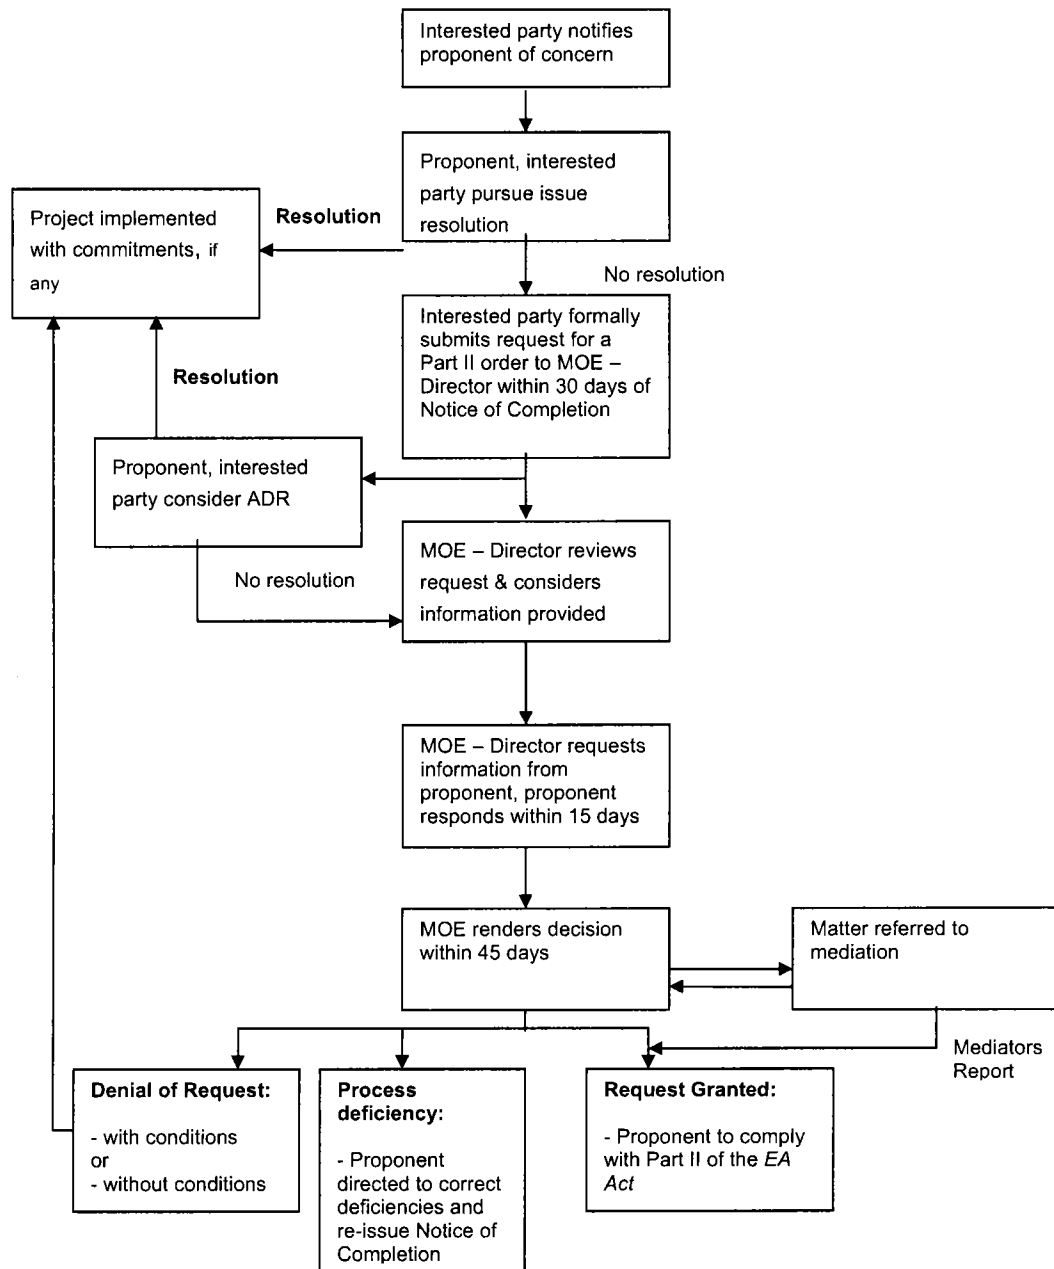 Interested party notifies
proponent of concern
Proponent, interested
party pursue issue
resolution
Resolution
Project implemented
with commitments, if
any
No resolution
Interested party formally
submits request for a
Part II order to MOE –
Director within 30 days of
Notice of Completion
Resolution
Proponent, interested
party consider ADR
No resolution
MOE – Director reviews
request & considers
information provided
MOE – Director requests
information from
proponent, proponent
responds within 15 days
MOE renders decision
within 45 days
Matter referred to
mediation
Mediators
Report
Denial of Request:
- with conditions
or
- without conditions
Process
deficiency:
- Proponent
directed to correct
deficiencies and
re-issue Notice of
Completion
Request Granted:
- Proponent to comply
with Part II of the EA
Act